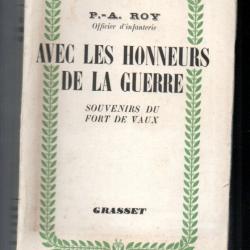 P.-A. ROY
Officier d'infanterie
AVEC LES HONNEURS
DE LA GUERRE
SOUVENIRS DU
FORT DE VAUX
GRASSET